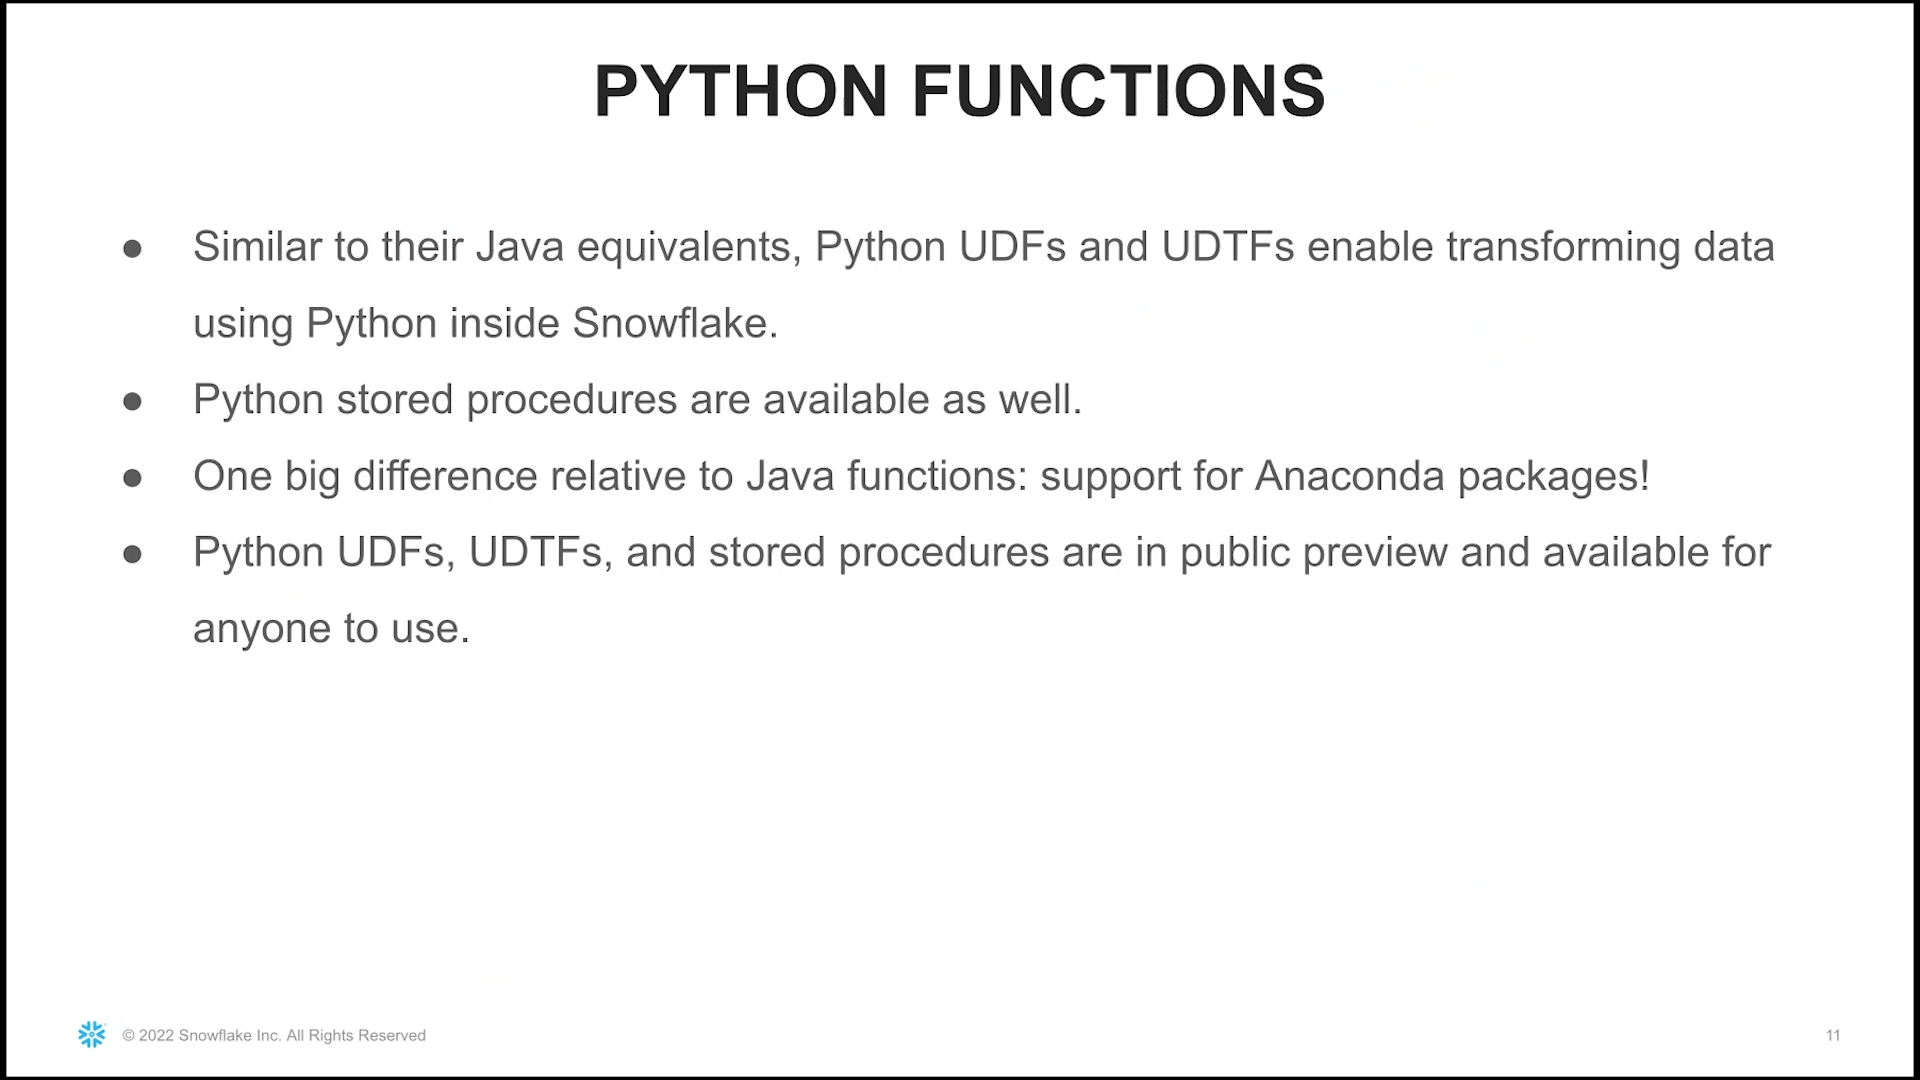 PYTHON FUNCTIONS
● Similar to their Java equivalents, Python UDFs and UDTFs enable transforming data
using Python inside Snowflake.
● Python stored procedures are available as well.
● One big difference relative to Java functions: support for Anaconda packages!
● Python UDFs, UDTFs, and stored procedures are in public preview and available for
anyone to use.
© 2022 Snowflake Inc. All Rights Reserved
11